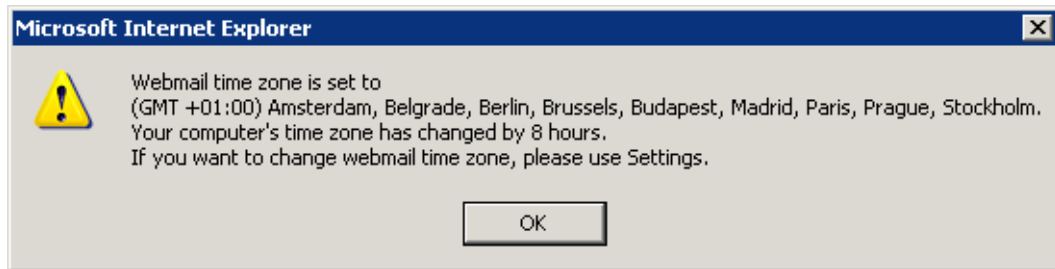 Microsoft Internet Explorer
Webmail time zone is set to
(GMT +01:00) Amsterdam, Belgrade, Berlin, Brussels, Budapest, Madrid, Paris, Prague, Stockholm.
Your computer's time zone has changed by 8 hours.
If you want to change webmail time zone, please use Settings.
OK